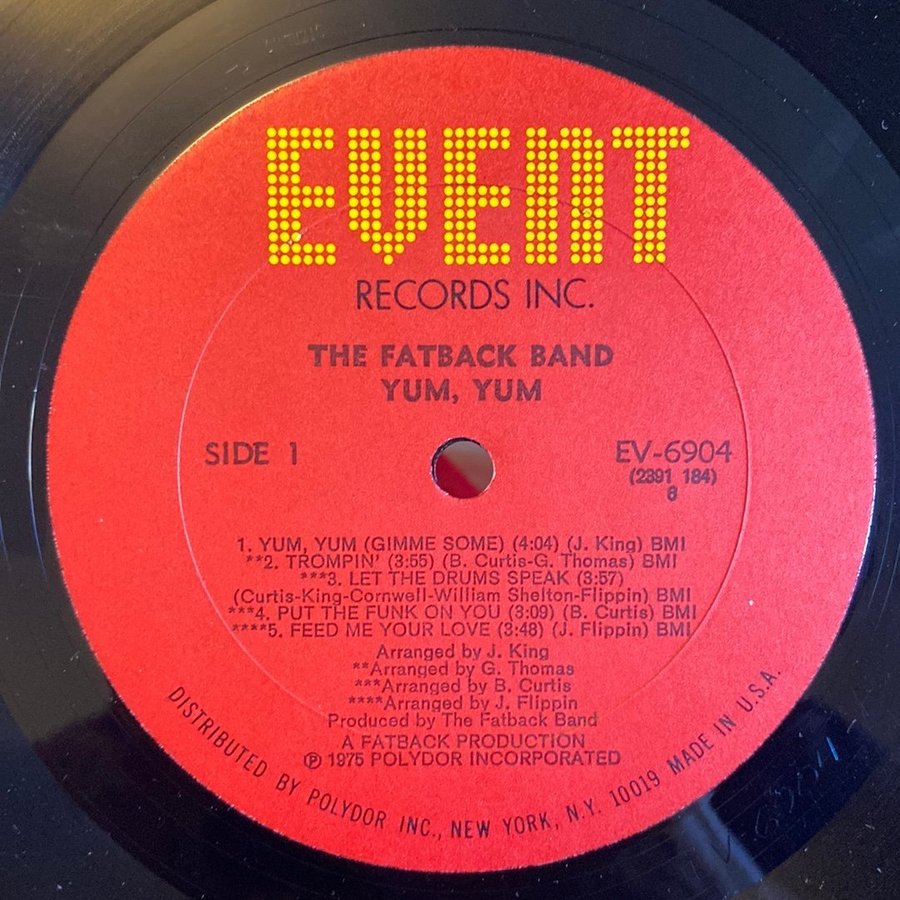 EVENT
RECORDS INC.
THE FATBACK BAND
YUM, YUM
SIDE 1
EV-6904
(2391 184)
1. YUM, YUM (GIMME SOME) (4:04) (J. King) BMI
**2. TROMPIN' (3:55) (B. Curtis-G. Thomas) BMI
***3. LET THE DRUMS SPEAK (3:57)
(Curtis-King-Cornwell-William Shelton-Flippin) BMI
***4. PUT THE FUNK ON YOU (3:09) (B. Curtis) BMI
****5. FEED ME YOUR LOVE (3:48) (J. Flippin) BMI
Arranged by J. King
**Arranged by G. Thomas
***Arranged by B. Curtis
****Arranged by J. Flippin
Produced by The Fatback Band
A FATBACK PRODUCTION
℗ 1975 POLYDOR INCORPORATED
DISTRIBUTED BY POLYDOR INC., NEW YORK, N.Y. 10019 MADE IN U.S.A.